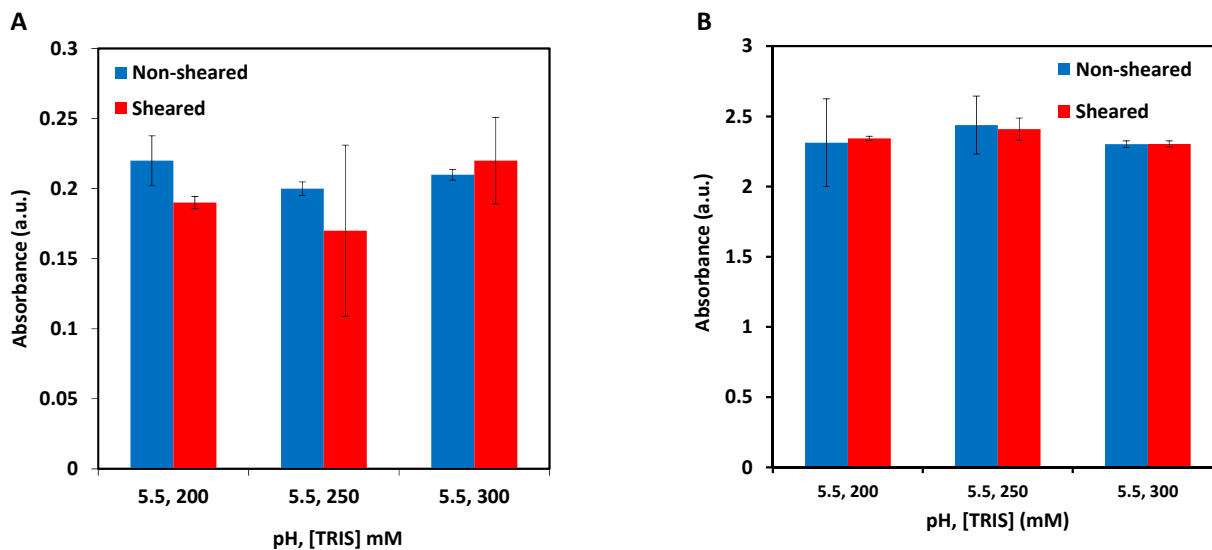 A
Absorbance (a.u.)
0.3
0.25
0.2
0.15
0.1
0.05
0
Non-sheared
Sheared
5.5, 200
5.5, 250
5.5, 300
pH, [TRIS] mM
B
Absorbance (a.u.)
3
2.5
2
1.5
1
0.5
0
Non-sheared
Sheared
5.5, 200
5.5, 250
5.5, 300
pH, [TRIS] (mM)